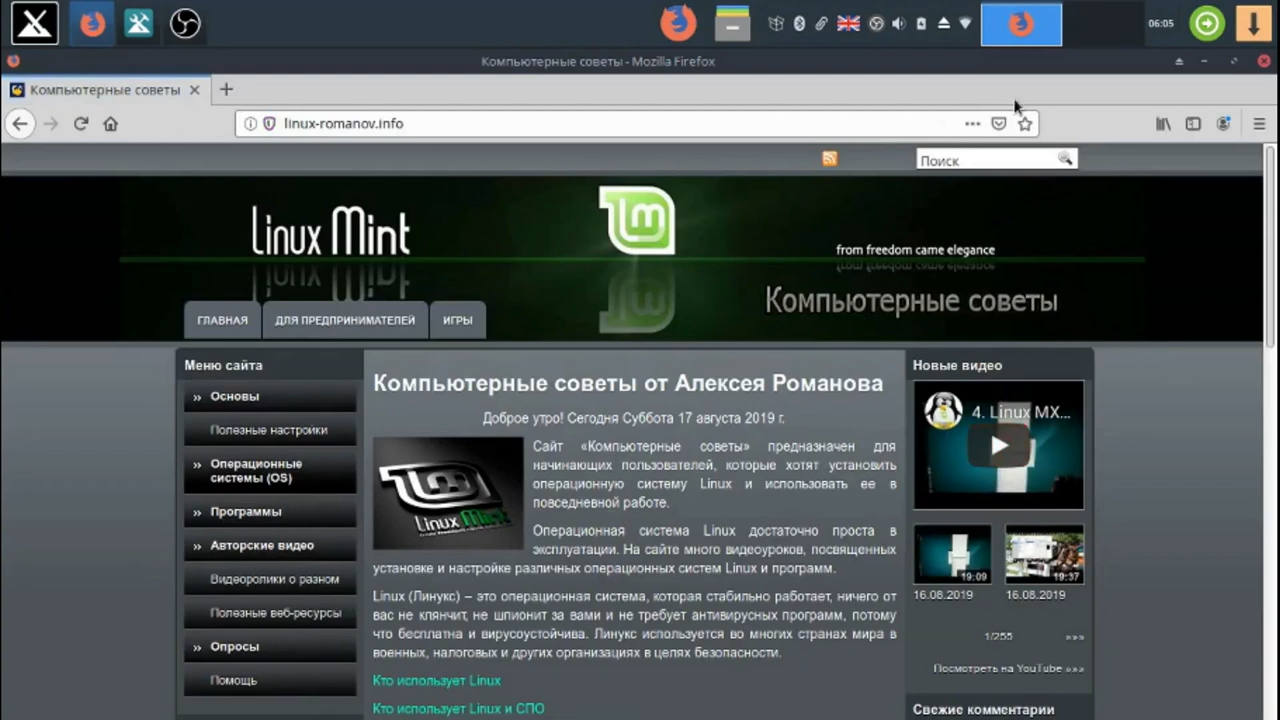 06:05
Компьютерные советы - Mozilla Firefox
Компьютерные советы
linux-romanov.info
Поиск
Linux Mint
from freedom came elegance
Компьютерные советы
ГЛАВНАЯ
ДЛЯ ПРЕДПРИНИМАТЕЛЕЙ
ИГРЫ
Меню сайта
» Основы
Полезные настройки
» Операционные
системы (OS)
» Программы
» Авторские видео
Видеоролики о разном
Полезные веб-ресурсы
» Опросы
Помощь
Компьютерные советы от Алексея Романова
Доброе утро! Сегодня Суббота 17 августа 2019 г.
Linux Mint
Сайт «Компьютерные советы» предназначен для
начинающих пользователей, которые хотят установить
операционную систему Linux и использовать ее в
повседневной работе.
Операционная система Linux достаточно проста в
эксплуатации. На сайте много видеоуроков, посвященных
установке и настройке различных операционных систем Linux и программ.
Linux (Линукс) – это операционная система, которая стабильно работает, ничего от
вас не клянчит, не шпионит за вами и не требует антивирусных программ, потому
что бесплатна и вирусоустойчива. Линукс используется во многих странах мира в
военных, налоговых и других организациях в целях безопасности.
Кто использует Linux
Кто использует Linux и СПО
Новые видео
4. Linux MX...
19:09
19:37
16.08.2019
16.08.2019
1/255 »»»
Посмотреть на YouTube »»»
Свежие комментарии